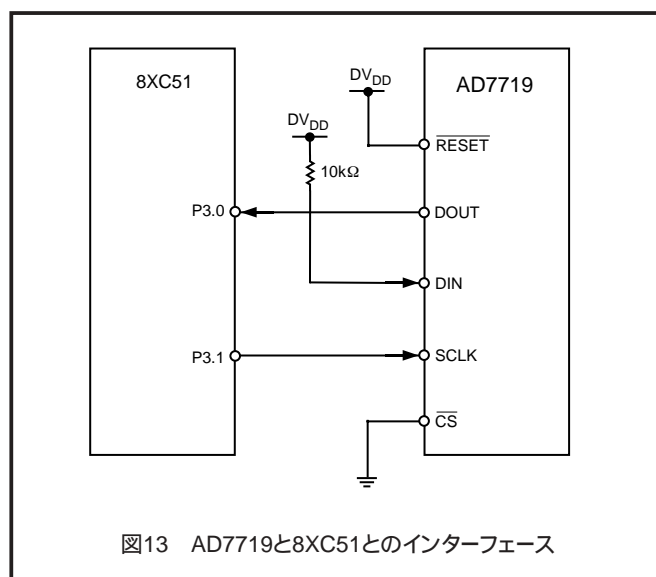 8XC51
AD7719
DVDD
DVDD
10kΩ
RESET
P3.0
DOUT
DIN
P3.1
SCLK
CS
図13 AD7719と8XC51とのインターフェース